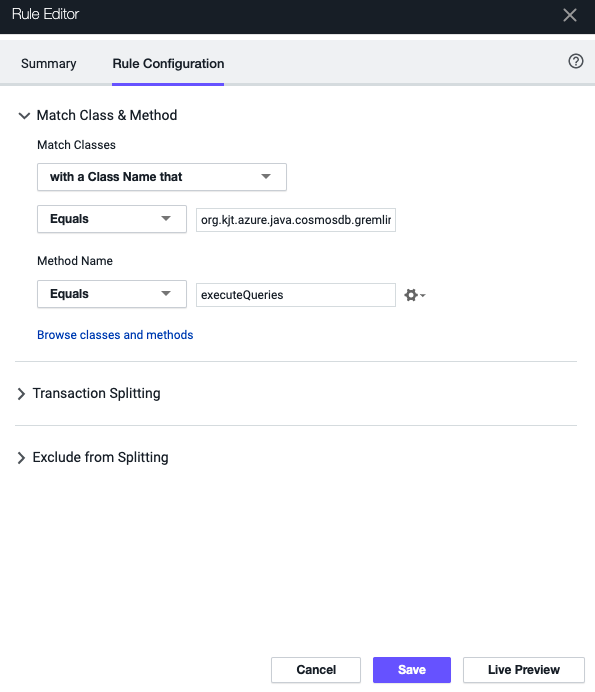 Rule Editor
Summary
Rule Configuration
Match Class & Method
Match Classes
with a Class Name that
Equals
org.kjt.azure.java.cosmosdb.gremlin
Method Name
Equals
executeQueries
Browse classes and methods
Transaction Splitting
Exclude from Splitting
Cancel
Save
Live Preview